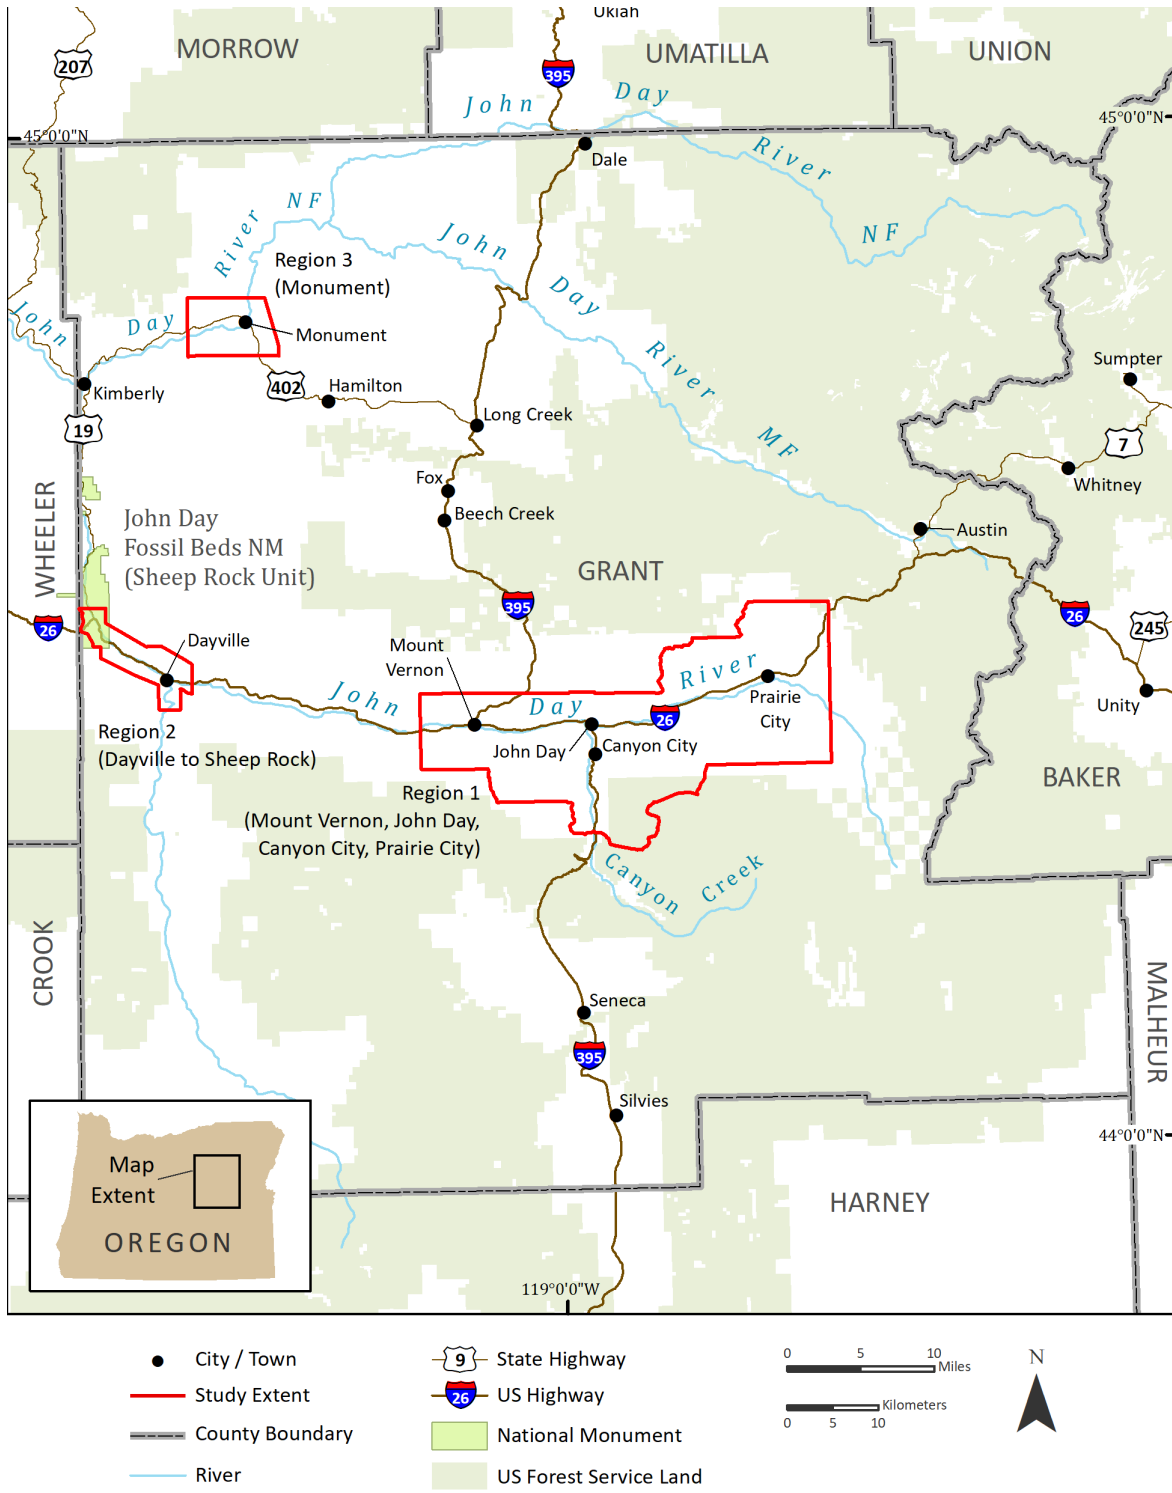 Ukiah
MORROW
UMATILLA
UNION
207
395
John Day
45°0'0"N
45°0'0"N
Dale
River
NF
River
NF
John
Region 3
(Monument)
Day
John
Day
Monument
River
Sumpter
Kimberly
402
Hamilton
Long Creek
19
MF
7
Fox
Whitney
Beech Creek
WHEELER
John Day
Fossil Beds NM
(Sheep Rock Unit)
Austin
GRANT
395
26
26
245
Dayville
Mount
Vernon
River
John
Day
Prairie
City
Unity
26
Region 2
(Dayville to Sheep Rock)
John Day
Canyon City
BAKER
Region 1
(Mount Vernon, John Day,
Canyon City, Prairie City)
Canyon Creek
CROOK
MALHEUR
Seneca
395
Silvies
44°0'0"N
Map
Extent
OREGON
HARNEY
119°0'0"W
City / Town
Study Extent
County Boundary
River
9
State Highway
26
US Highway
National Monument
US Forest Service Land
0 5 10
Miles
Kilometers
0 5 10
N